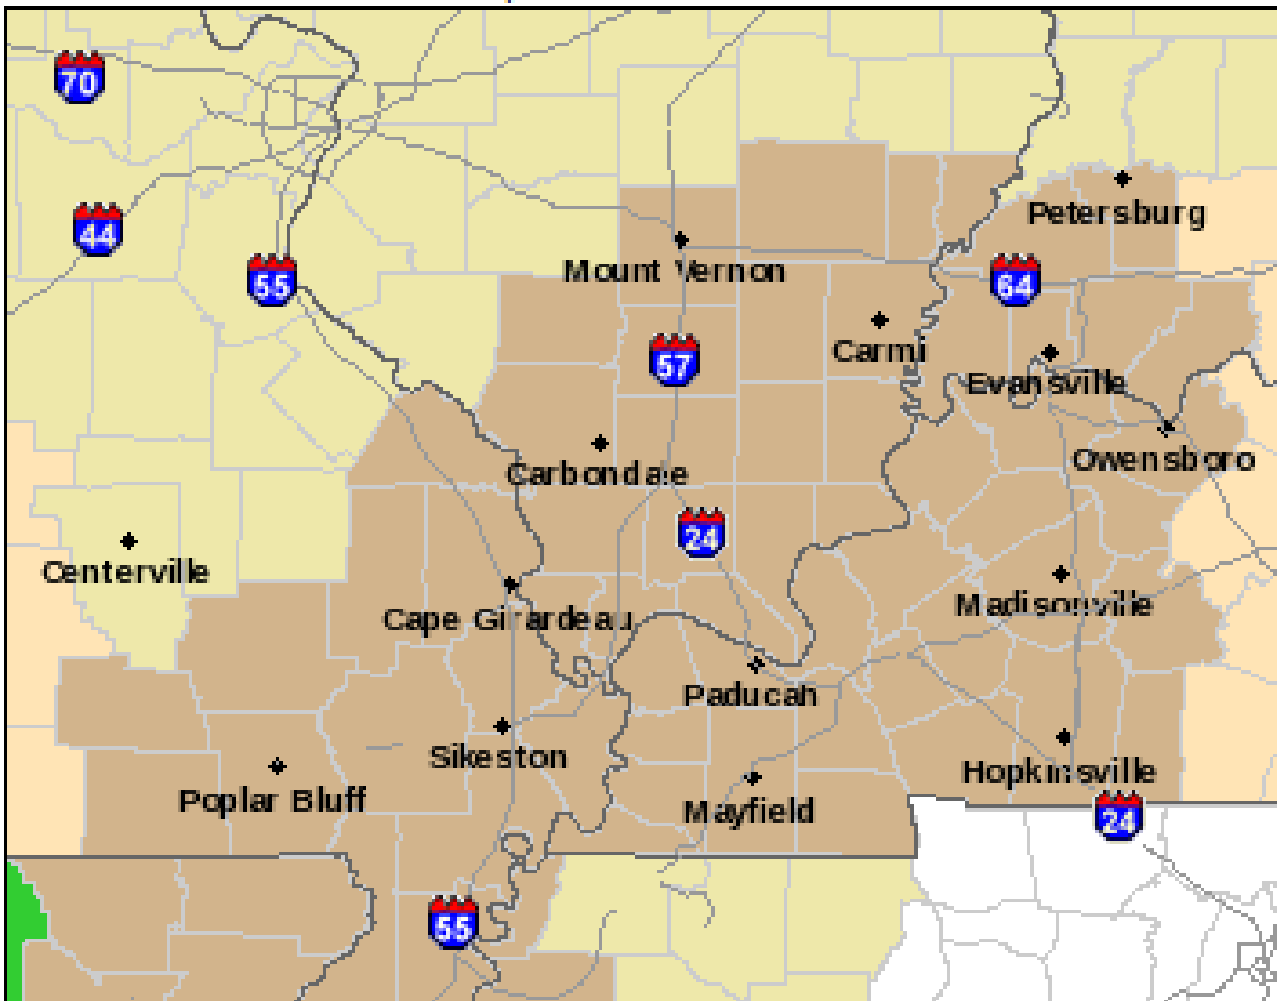 70
Petersburg
44
Mount Vernon
55
64
Carmi
57
Evansville
Owensboro
Carbondale
24
Centerville
Madisonville
Cape Girardeau
Paducah
Sikeston
Hopkinsville
Poplar Bluff
Mayfield
24
55